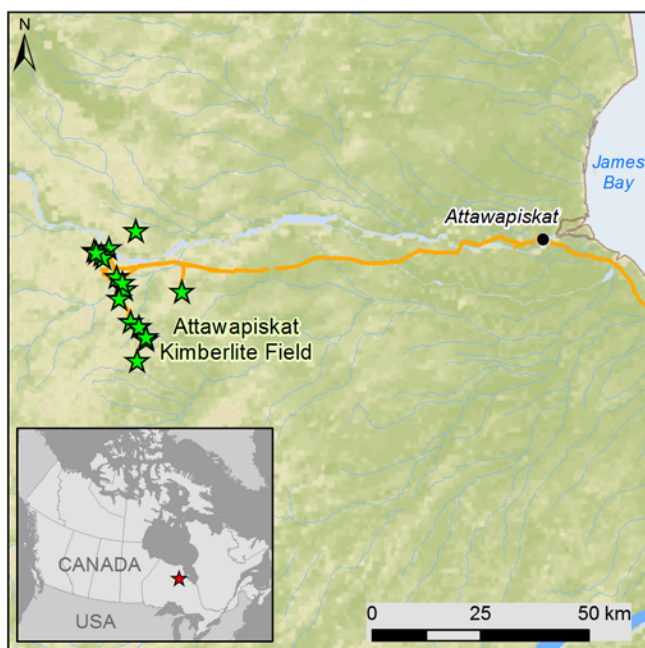 N
James
Bay
Attawapiskat
Attawapiskat
Kimberlite Field
CANADA
USA
0 25 50 km